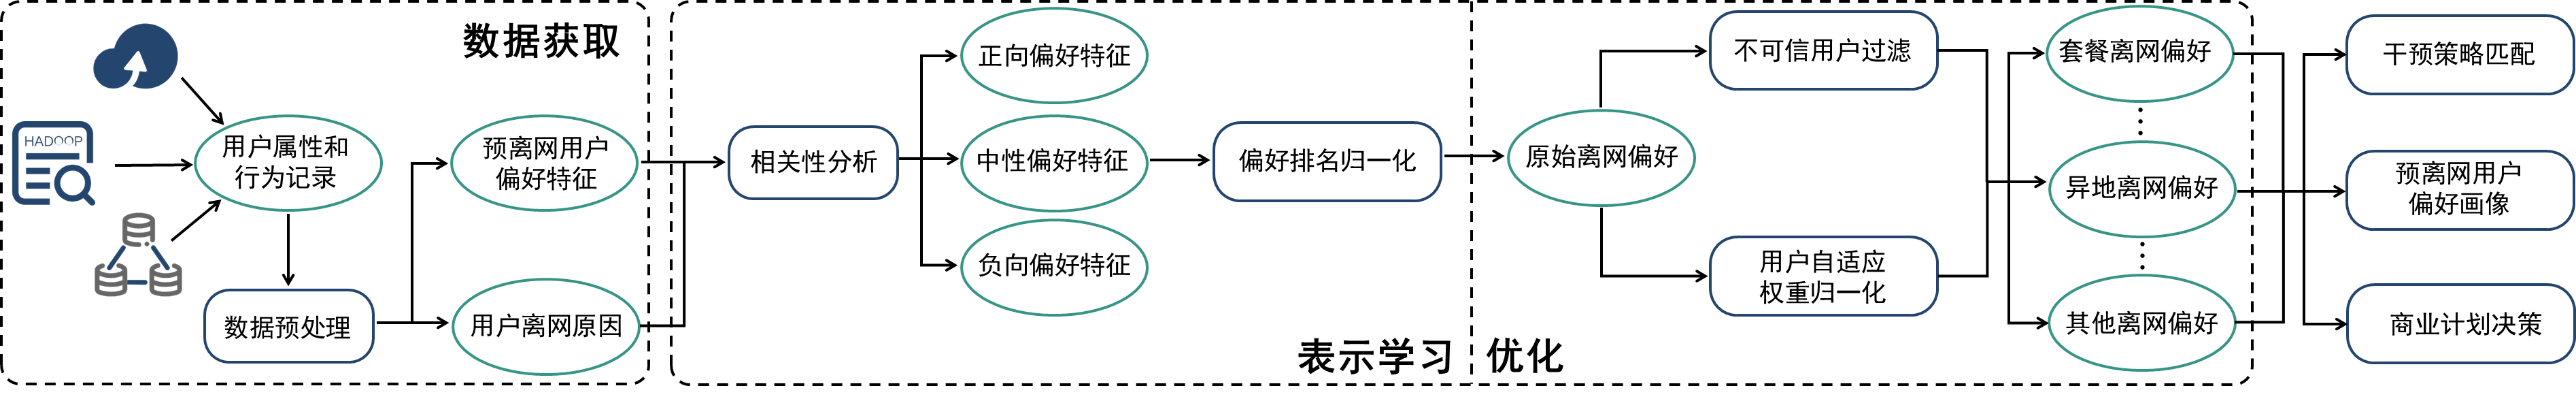 数据获取
HADOOP
用户属性和
行为记录
数据预处理
预离网用户
偏好特征
用户离网原因
相关性分析
正向偏好特征
中性偏好特征
负向偏好特征
偏好排名归一化
表示学习
优化
原始离网偏好
不可信用户过滤
用户自适应
权重归一化
套餐离网偏好
异地离网偏好
其他离网偏好
干预策略匹配
预离网用户
偏好画像
商业计划决策